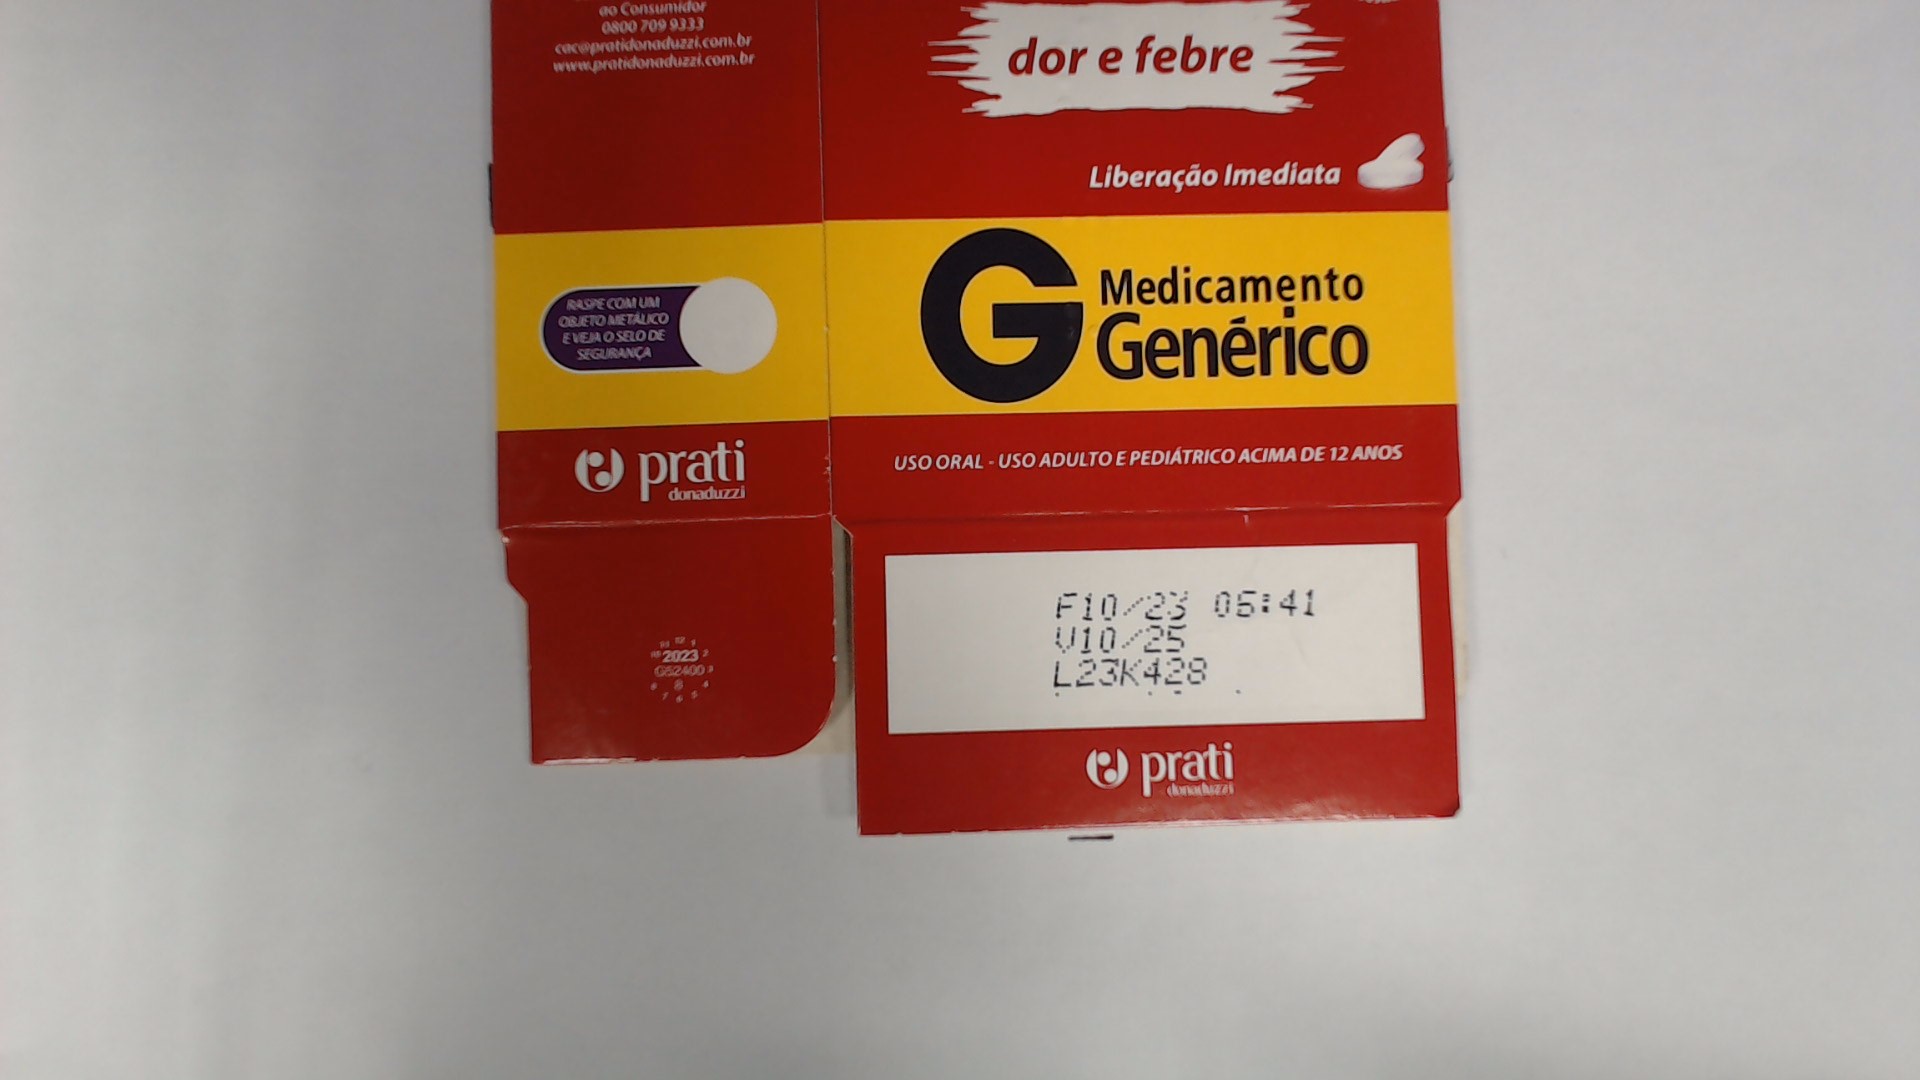 ao Consumidor
0800 709 9333
cac@pratidonaduzzi.com.br
www.pratidonaduzzi.com.br
dor e febre
Liberação Imediata
RASPE COM UM
OBJETO METÁLICO
E VEJA O SELO DE
SEGURANÇA
G Medicamento
Genérico
prati
donaduzzi
USO ORAL - USO ADULTO E PEDIÁTRICO ACIMA DE 12 ANOS
2023
G52400
8
F10/23 05:41
V10/25
L23K428
prati
donaduzzi